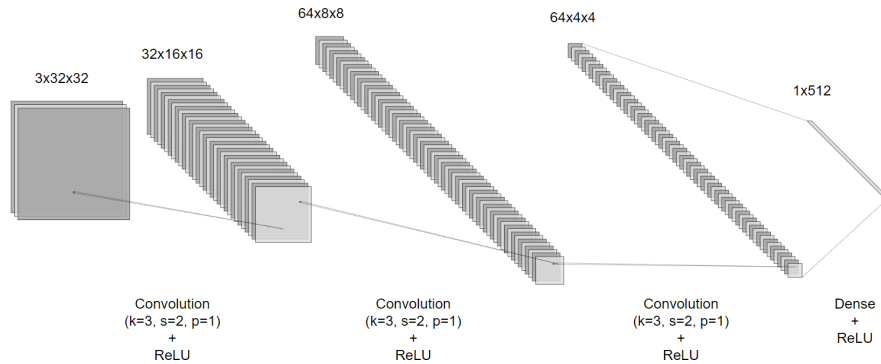 3x32x32
32x16x16
64x8x8
64x4x4
1x512
Convolution
(k=3, s=2, p=1)
+
ReLU
Convolution
(k=3, s=2, p=1)
+
ReLU
Convolution
(k=3, s=2, p=1)
+
ReLU
Dense
+
ReLU